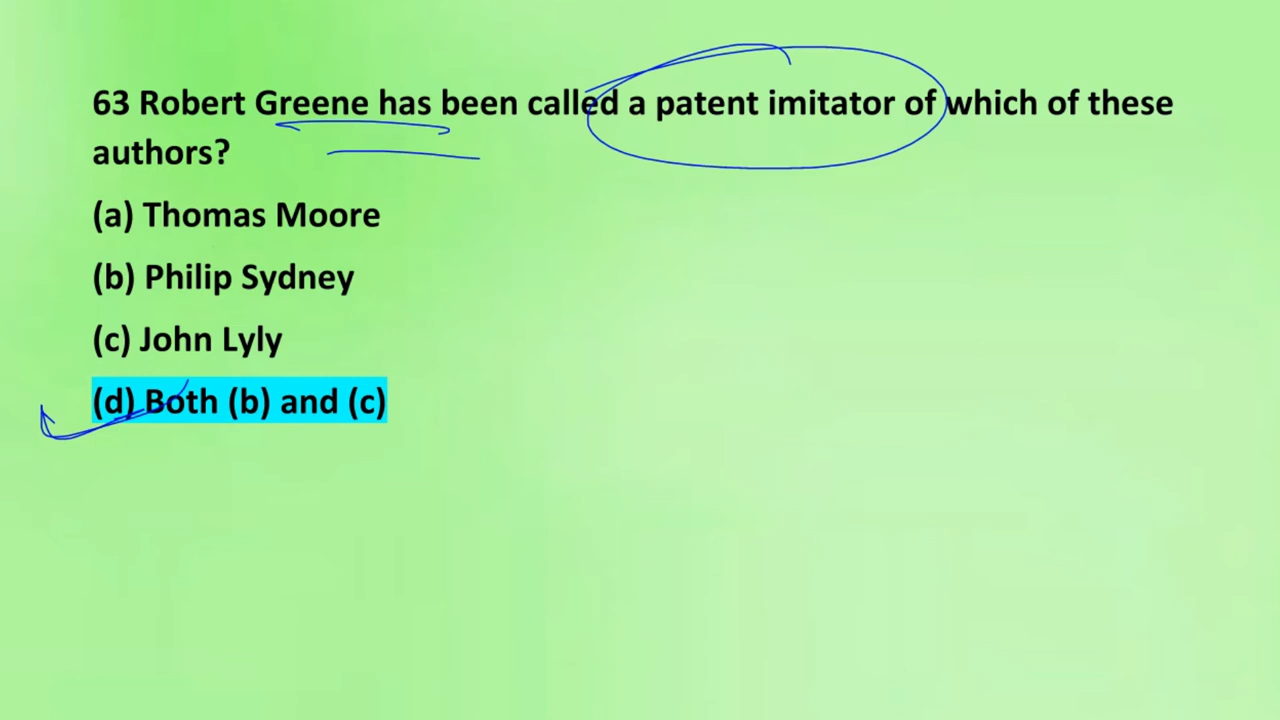 63 Robert Greene has been called a patent imitator of which of these
authors?
(a) Thomas Moore
(b) Philip Sydney
(c) John Lyly
(d) Both (b) and (c)